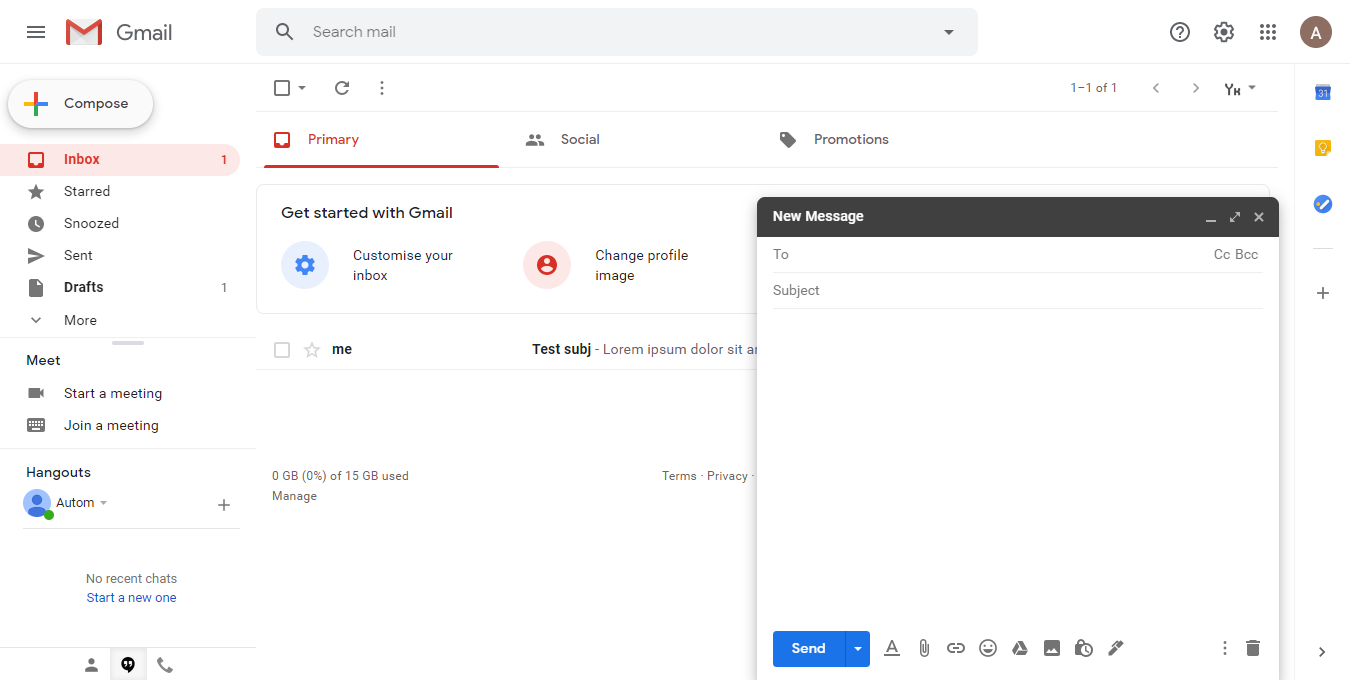 Gmail
Search mail
A
Compose
1–1 of 1
31
Primary
Social
Promotions
Inbox 1
Starred
Snoozed
Sent
Drafts 1
More
Get started with Gmail
Customise your
inbox
Change profile
image
me Test subj - Lorem ipsum dolor sit a
Meet
Start a meeting
Join a meeting
Hangouts
Autom
No recent chats
Start a new one
0 GB (0%) of 15 GB used
Manage
Terms · Privacy ·
New Message
To Cc Bcc
Subject
Send